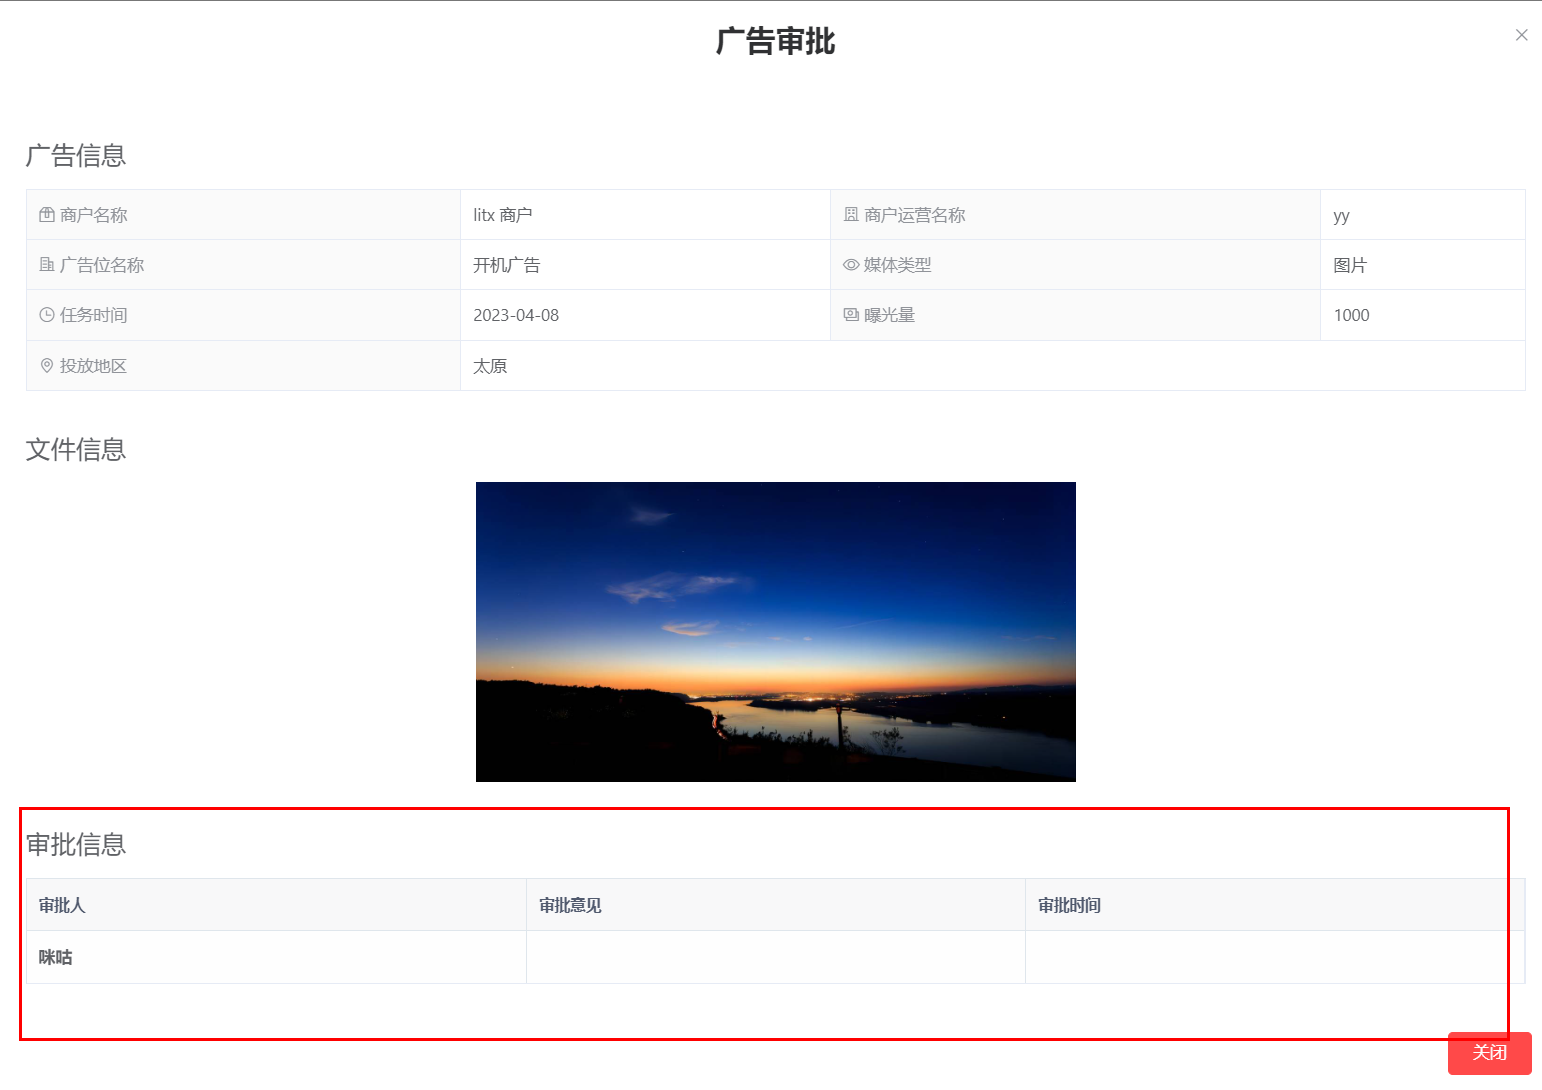 广告审批
广告信息
商户名称 litx 商户 商户运营名称 yy
广告位名称 开机广告 媒体类型 图片
任务时间 2023-04-08 曝光量 1000
投放地区 太原
文件信息
审批信息
审批人 审批意见 审批时间
咪咕
关闭